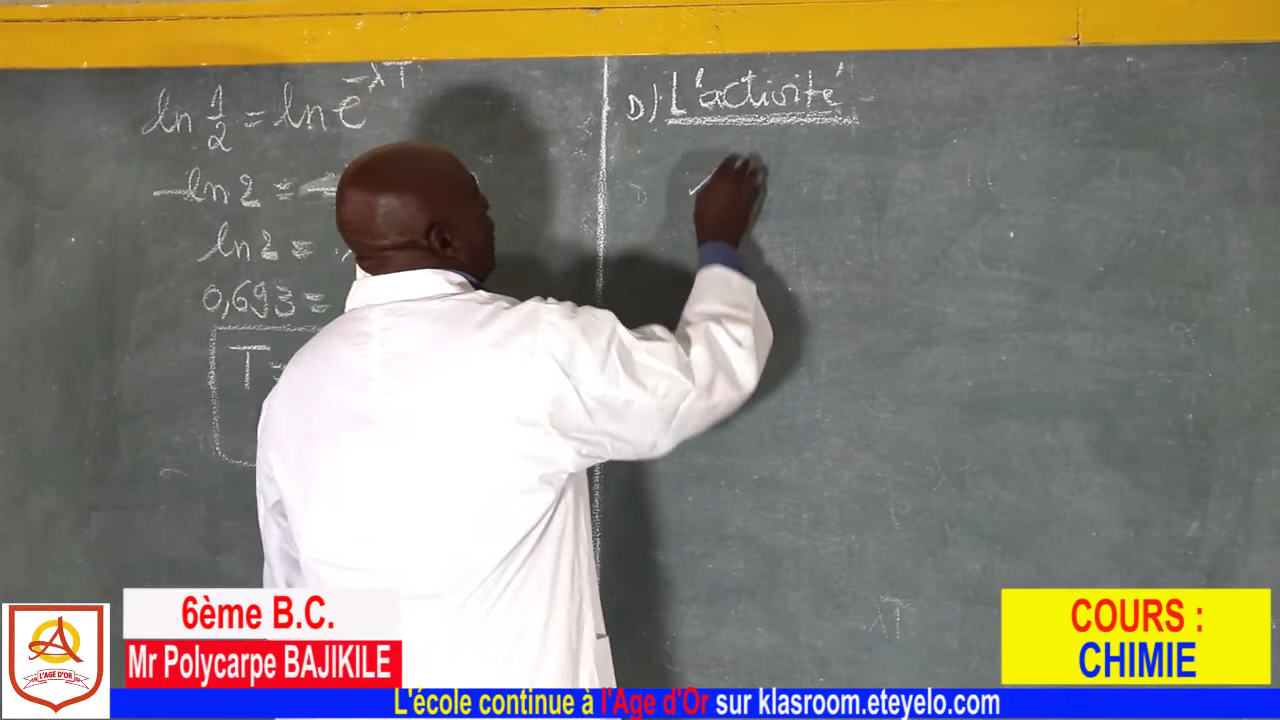 ln 1/2 = ln e^-λT
-ln 2 =
ln 2 =
0,693 =
T =
D) L'activité
λT
6ème B.C.
Mr Polycarpe BAJIKILE
L'AGE D'OR
COURS :
CHIMIE
L'école continue à l'Age d'Or sur klasroom.eteyelo.com